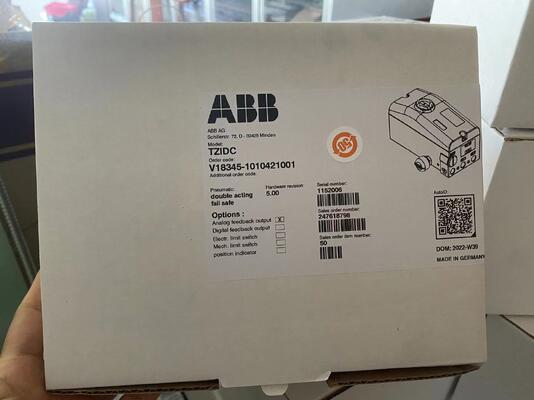 ABB
ABB AG
Schillerstr. 72, D - 32425 Minden
Model:
TZIDC
Order code:
V18345-1010421001
Additional order code:
Pneumatic:
double acting
fail safe
Hardware revision:
5.00
Serial number:
1152006
Options :
Analog feedback output X
Digital feedback output
Electr. limit switch
Mech. limit switch
position indicator
Sales order number:
247618798
Sales order item number:
50
AutoID:
DOM: 2022-W39
MADE IN GERMANY